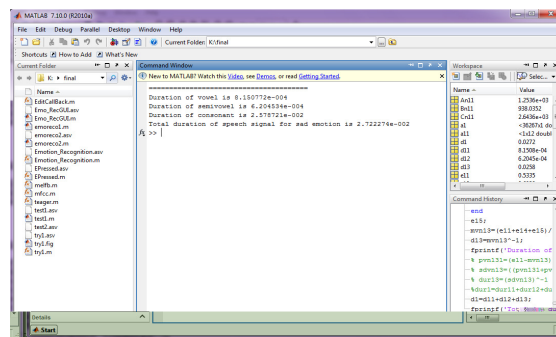 MATLAB 7.10.0 (R2010a)
File Edit Debug Parallel Desktop Window Help
Current Folder: K:\final
Shortcuts How to Add What's New
Current Folder
K: ▸ final
Name
EditCallBack.m
Emo_RecGUI.asv
Emo_RecGUI.m
emoreco1.m
emoreco2.asv
emoreco2.m
Emotion_Recognition.asv
Emotion_Recognition.m
EPressed.asv
EPressed.m
melfb.m
mfcc.m
teager.m
test1.asv
test1.m
test2.asv
try1.asv
try1.fig
try1.m
Details
Start
Command Window
New to MATLAB? Watch this Video, see Demos, or read Getting Started.
========================================
Duration of vowel is 8.150772e-004
Duration of semivowel is 6.204534e-004
Duration of consonant is 2.578721e-002
Total duration of speech signal for sad emotion is 2.722274e-002
fx >>
Workspace
Selec...
Name Value
An11 1.2536e+03
Bn11 938.0352
Cn11 2.6436e+03
a1 <36267x1 do
a11 <1x12 doubl
d1 0.0272
d11 8.1508e-04
d12 6.2045e-04
d13 0.0258
e11 0.5335
Command History
end
e15;
mvn13=(e11+e14+e15)/
d13=mvn13^-1;
fprintf('Duration of
% pvn131=(e11-mvn13)
% sdvn13=((pvn131+pv
% dur13=(sdvn13)^-1
%dur1=dur11+dur12+du
d1=d11+d12+d13;